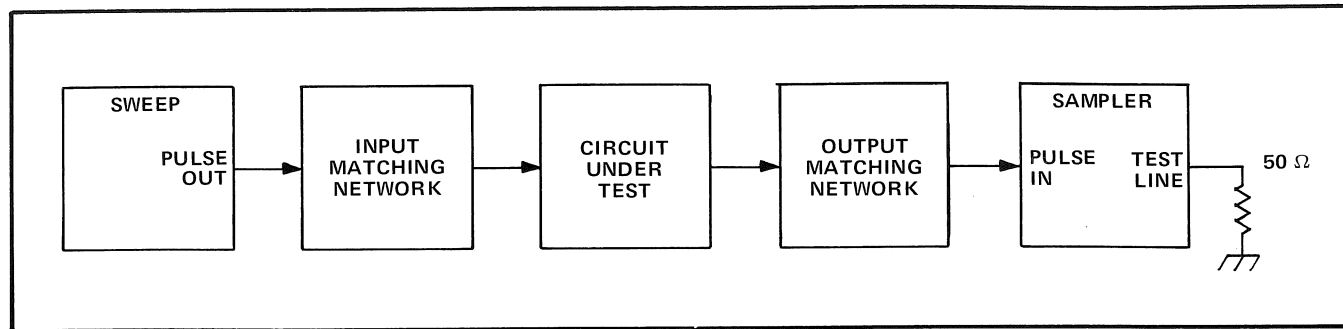 SWEEP
PULSE
OUT
INPUT
MATCHING
NETWORK
CIRCUIT
UNDER
TEST
OUTPUT
MATCHING
NETWORK
SAMPLER
PULSE
IN
TEST
LINE
50 Ω